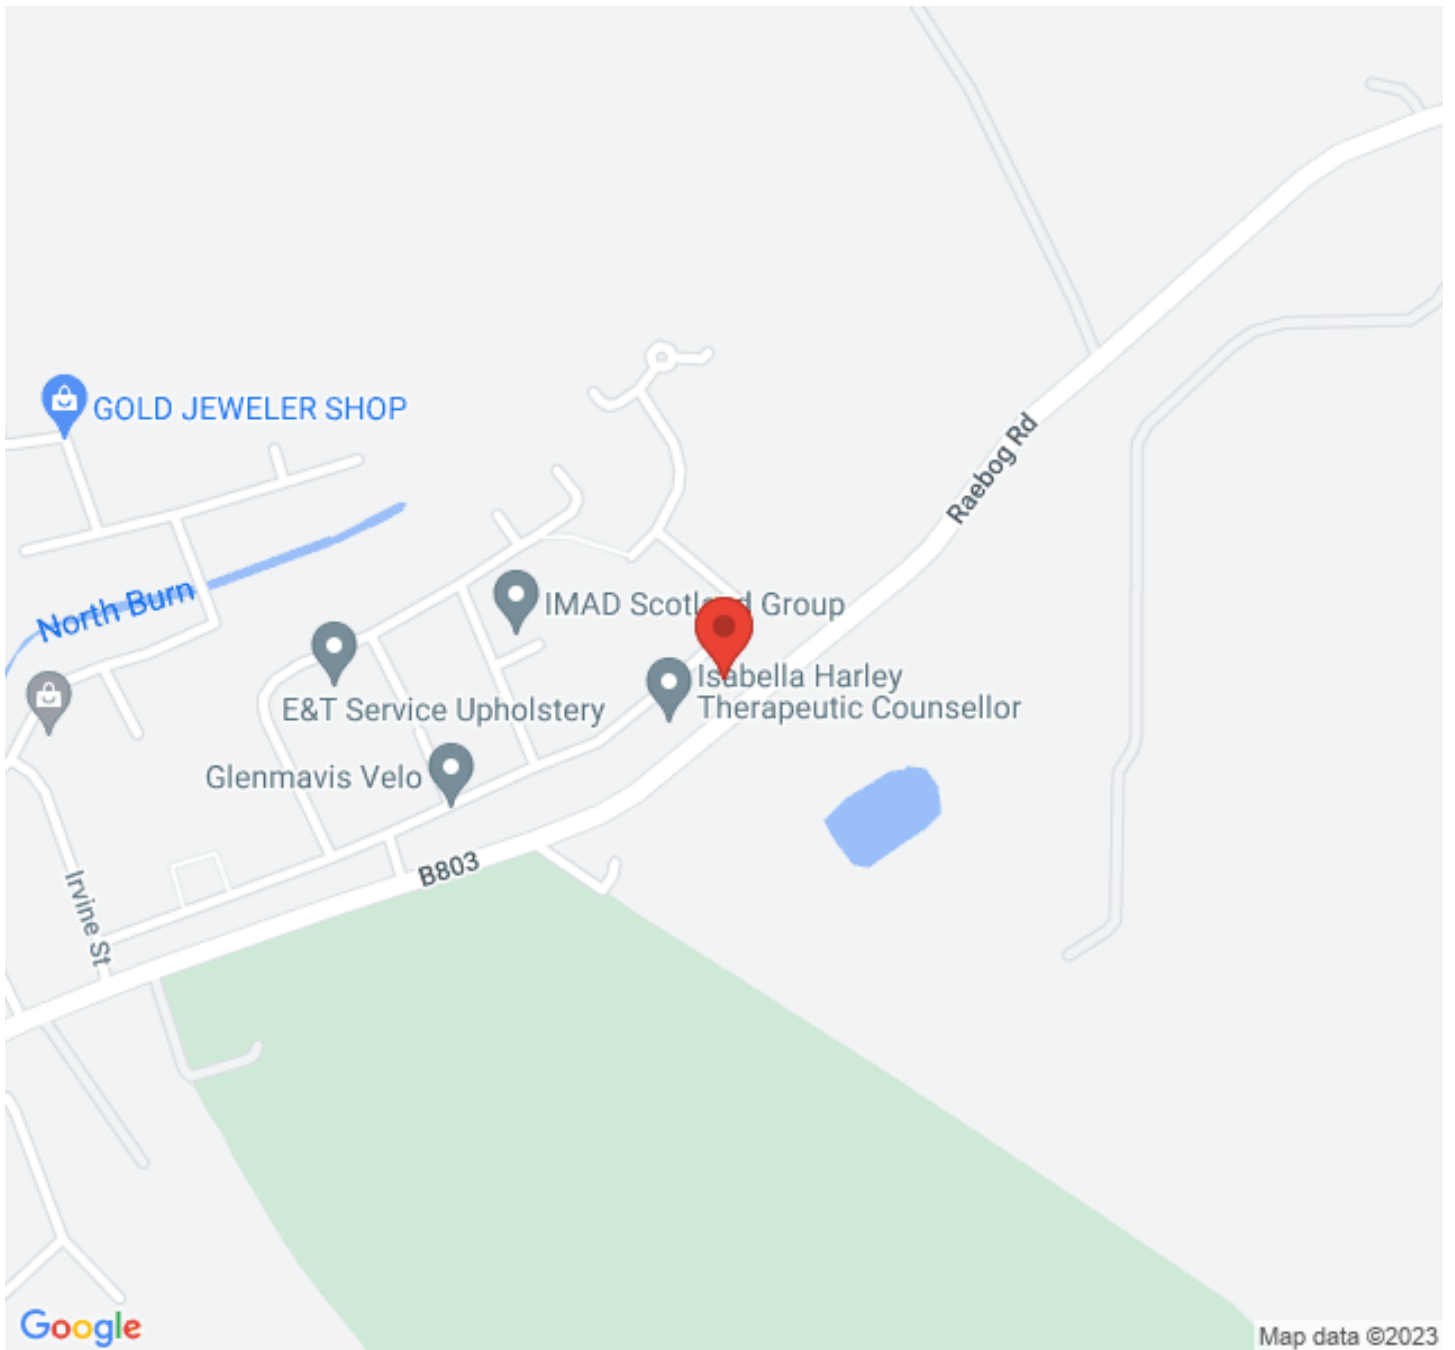 GOLD JEWELER SHOP
Raebog Rd
North Burn
IMAD Scotland Group
Isabella Harley
Therapeutic Counsellor
E&T Service Upholstery
Glenmavis Velo
B803
Irvine St
Google
Map data ©2023